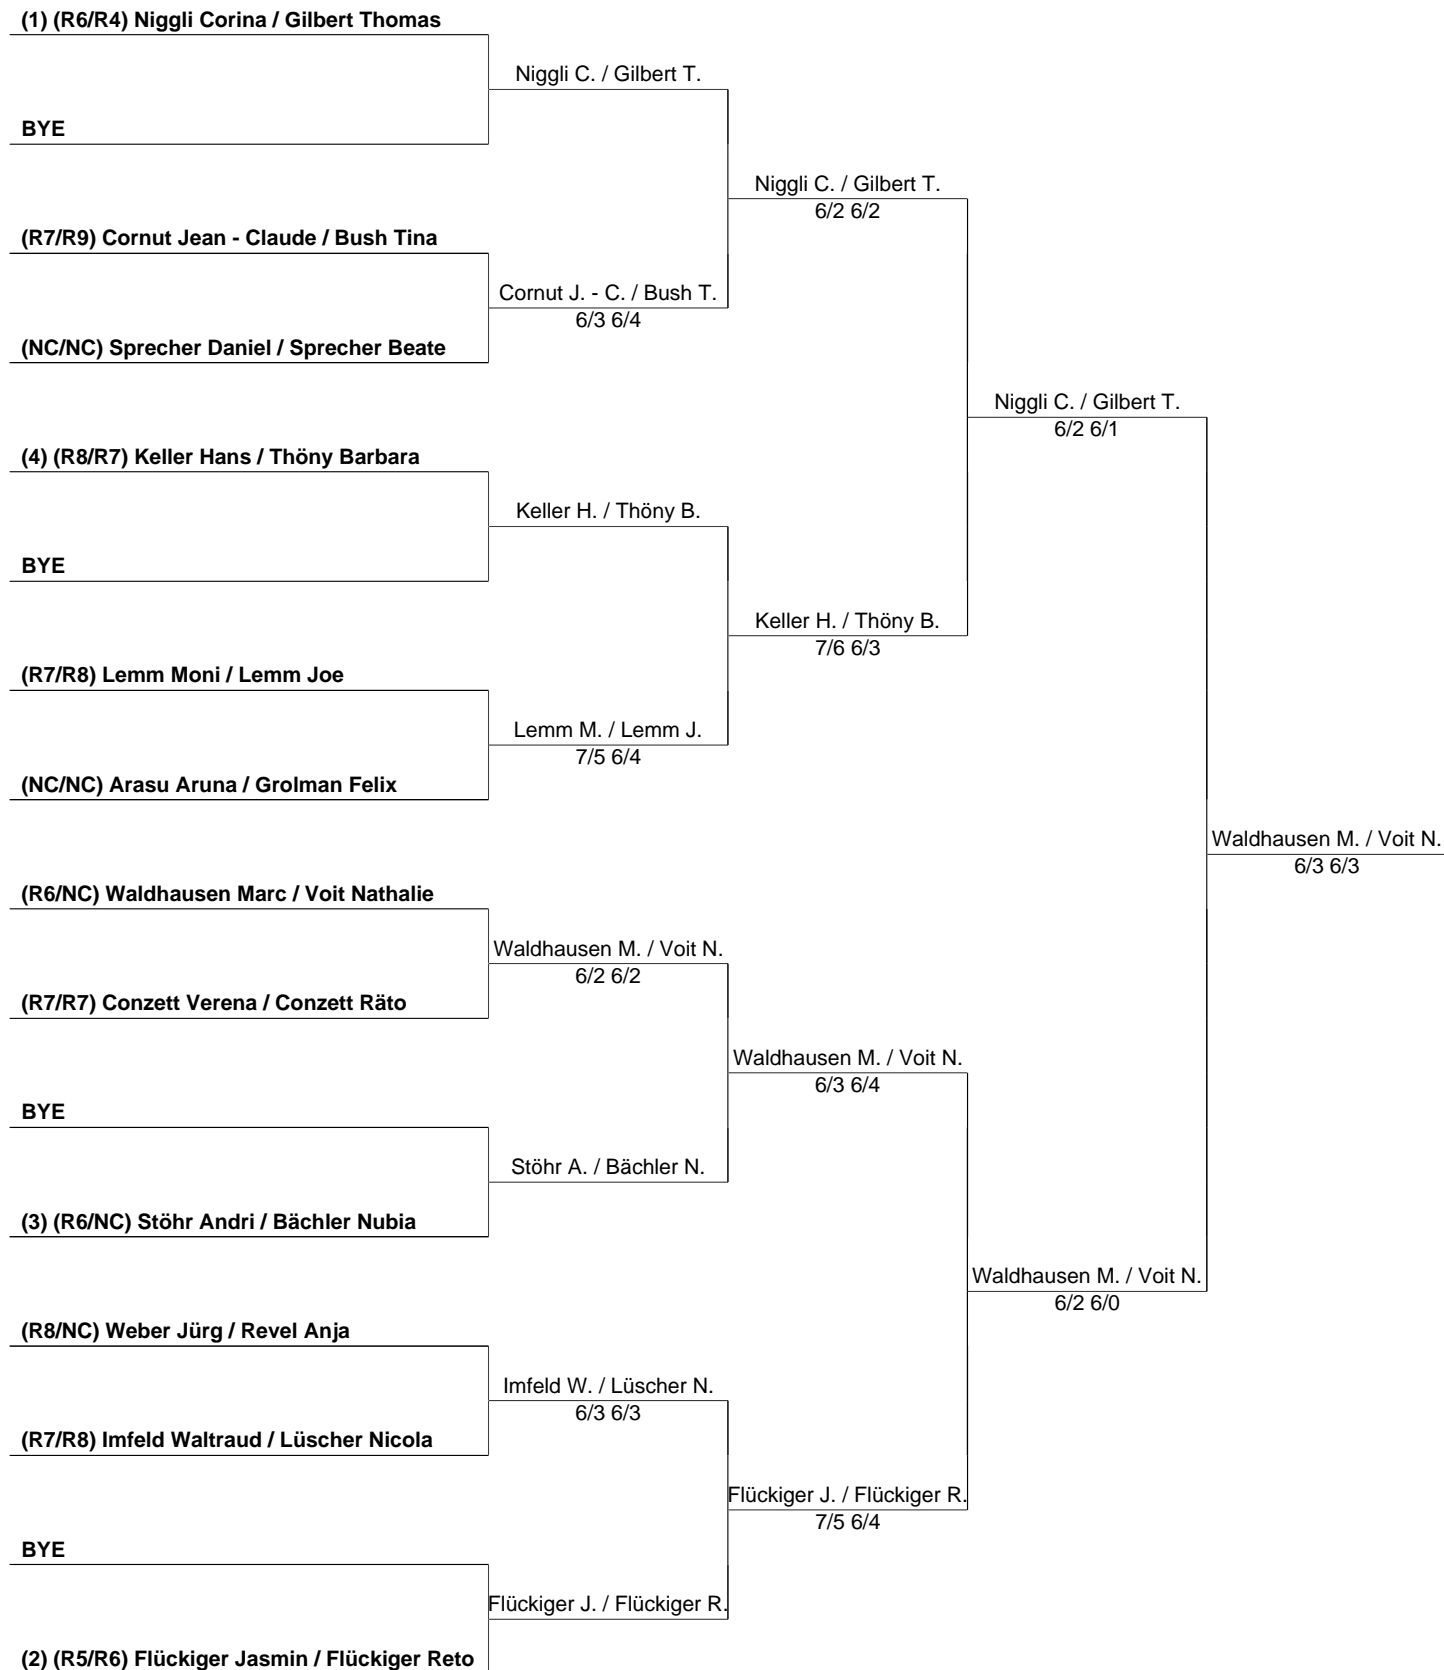 (1) (R6/R4) Niggli Corina / Gilbert Thomas
Niggli C. / Gilbert T.
BYE
Niggli C. / Gilbert T.
6/2 6/2
(R7/R9) Cornut Jean - Claude / Bush Tina
Cornut J. - C. / Bush T.
6/3 6/4
(NC/NC) Sprecher Daniel / Sprecher Beate
Niggli C. / Gilbert T.
6/2 6/1
(4) (R8/R7) Keller Hans / Thöny Barbara
Keller H. / Thöny B.
BYE
Keller H. / Thöny B.
7/6 6/3
(R7/R8) Lemm Moni / Lemm Joe
Lemm M. / Lemm J.
7/5 6/4
(NC/NC) Arasu Aruna / Grolman Felix
Waldhausen M. / Voit N.
6/3 6/3
(R6/NC) Waldhausen Marc / Voit Nathalie
Waldhausen M. / Voit N.
6/2 6/2
(R7/R7) Conzett Verena / Conzett Räto
Waldhausen M. / Voit N.
6/3 6/4
BYE
Stöhr A. / Bächler N.
(3) (R6/NC) Stöhr Andri / Bächler Nubia
Waldhausen M. / Voit N.
6/2 6/0
(R8/NC) Weber Jürg / Revel Anja
Imfeld W. / Lüscher N.
6/3 6/3
(R7/R8) Imfeld Waltraud / Lüscher Nicola
Flückiger J. / Flückiger R.
7/5 6/4
BYE
Flückiger J. / Flückiger R.
(2) (R5/R6) Flückiger Jasmin / Flückiger Reto